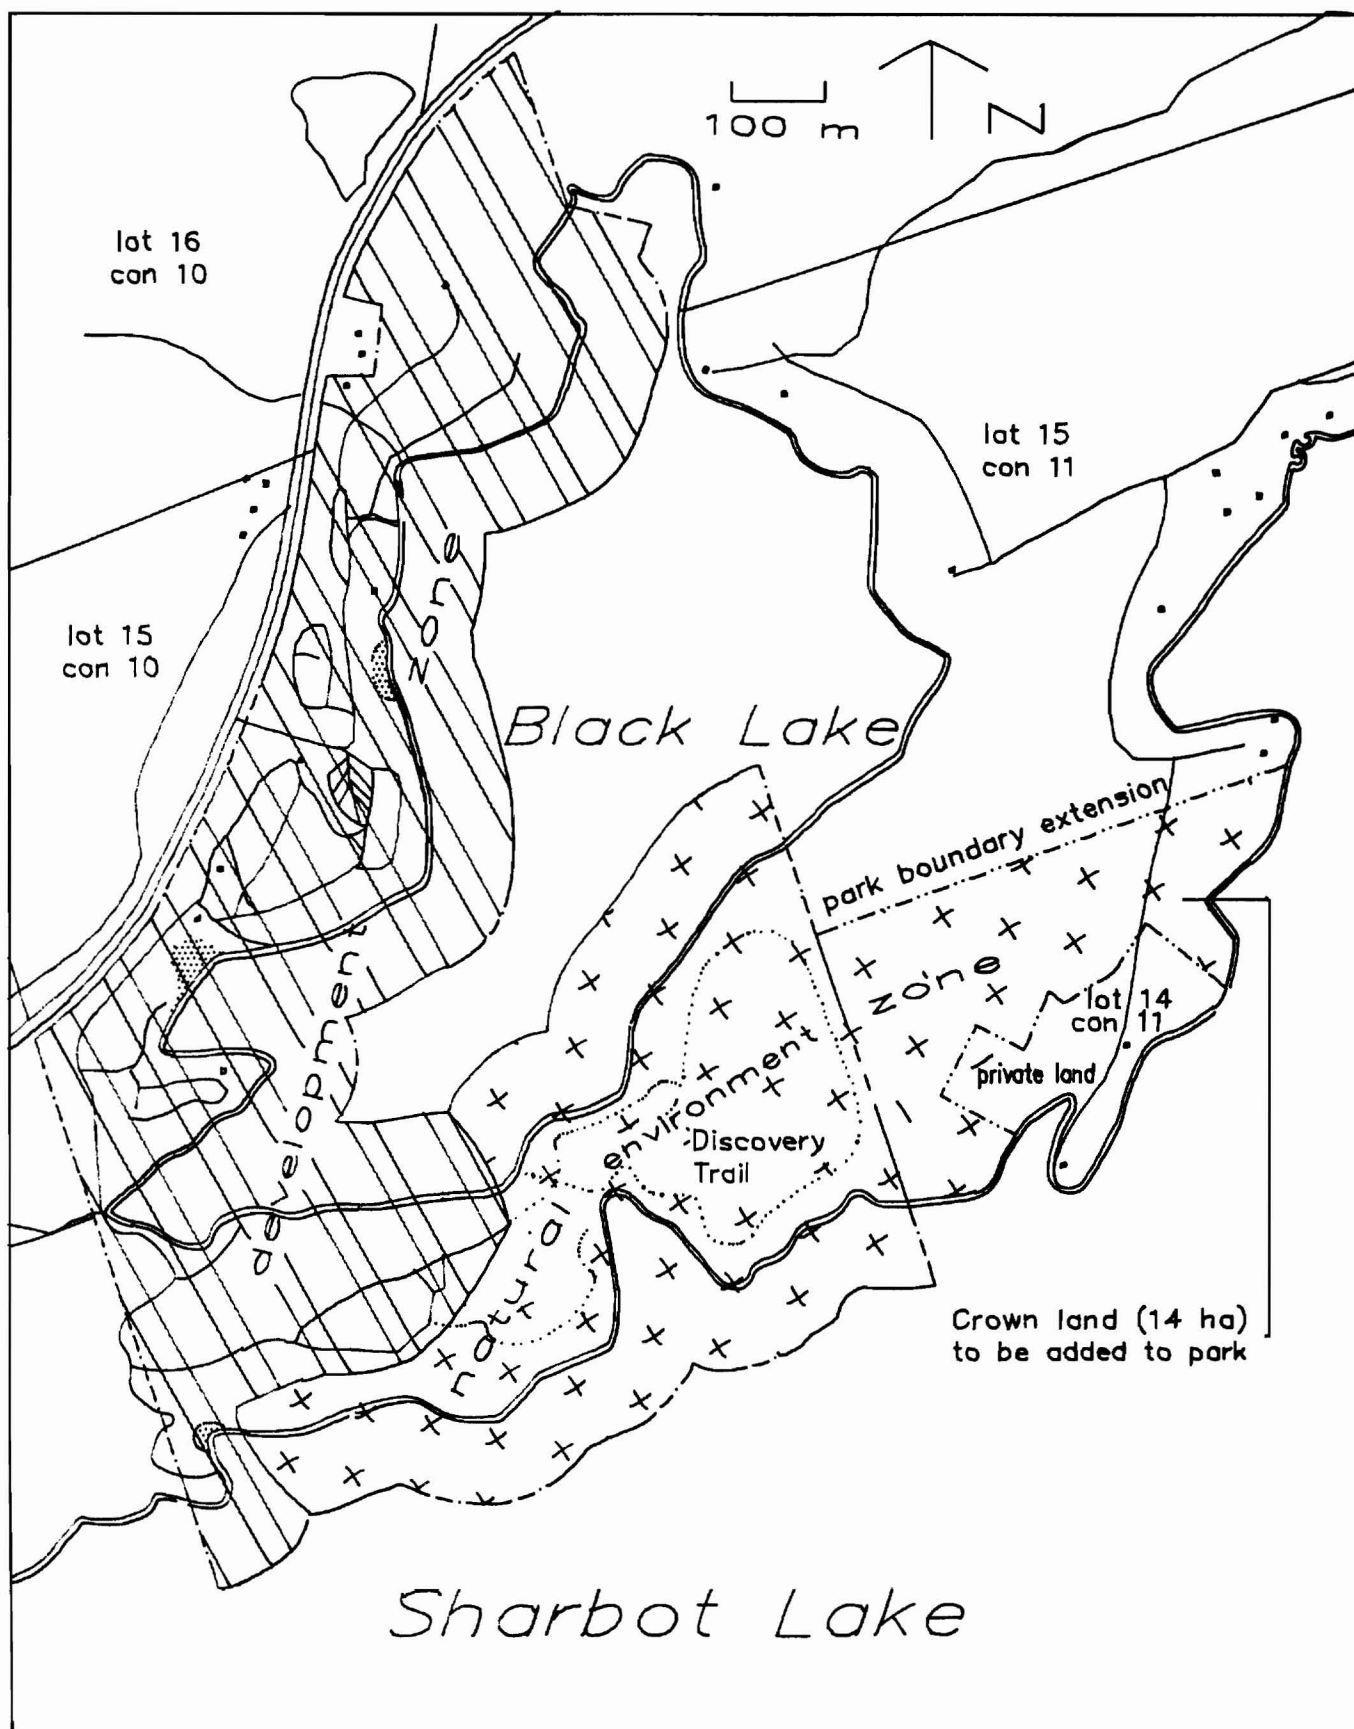 100 m
N
lot 16
con 10
lot 15
con 11
lot 15
con 10
development zone
Black Lake
park boundary extension
natural environment zone
lot 14
con 11
private land
Discovery
Trail
Crown land (14 ha)
to be added to park
Sharbot Lake